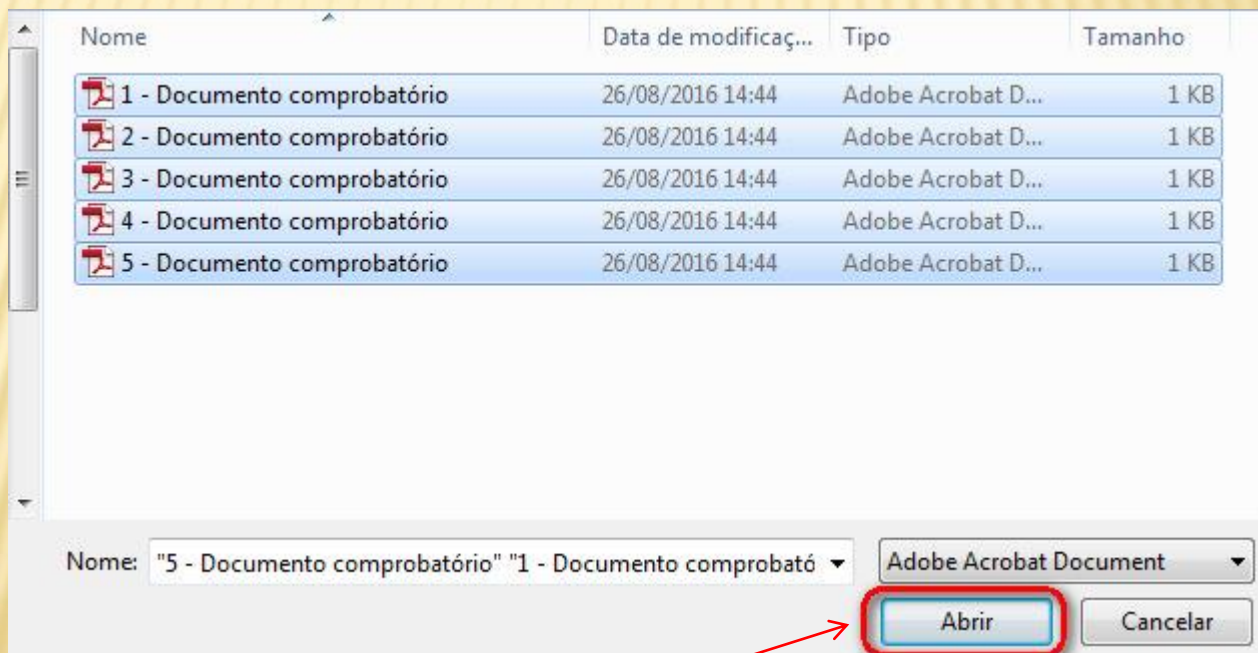 Nome Data de modificaç... Tipo Tamanho
1 - Documento comprobatório 26/08/2016 14:44 Adobe Acrobat D... 1 KB
2 - Documento comprobatório 26/08/2016 14:44 Adobe Acrobat D... 1 KB
3 - Documento comprobatório 26/08/2016 14:44 Adobe Acrobat D... 1 KB
4 - Documento comprobatório 26/08/2016 14:44 Adobe Acrobat D... 1 KB
5 - Documento comprobatório 26/08/2016 14:44 Adobe Acrobat D... 1 KB
Nome: "5 - Documento comprobatório" "1 - Documento comprobató Adobe Acrobat Document
Abrir Cancelar